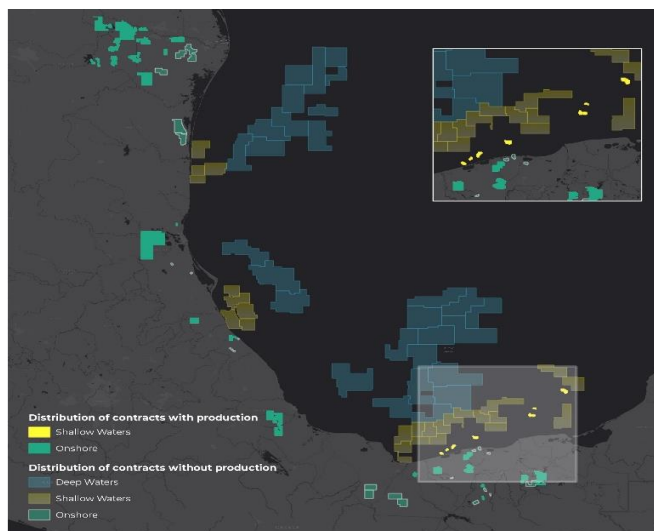 Distribution of contracts with production
Shallow Waters
Onshore
Distribution of contracts without production
Deep Waters
Shallow Waters
Onshore